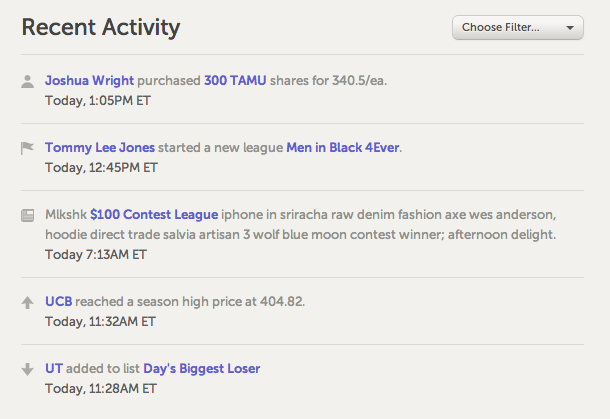 Recent Activity
Choose Filter...
Joshua Wright purchased 300 TAMU shares for 340.5/ea.
Today, 1:05PM ET
Tommy Lee Jones started a new league Men in Black 4Ever.
Today, 12:45PM ET
Mlkshk $100 Contest League iphone in sriracha raw denim fashion axe wes anderson,
hoodie direct trade salvia artisan 3 wolf blue moon contest winner; afternoon delight.
Today 7:13AM ET
UCB reached a season high price at 404.82.
Today, 11:32AM ET
UT added to list Day's Biggest Loser
Today, 11:28AM ET